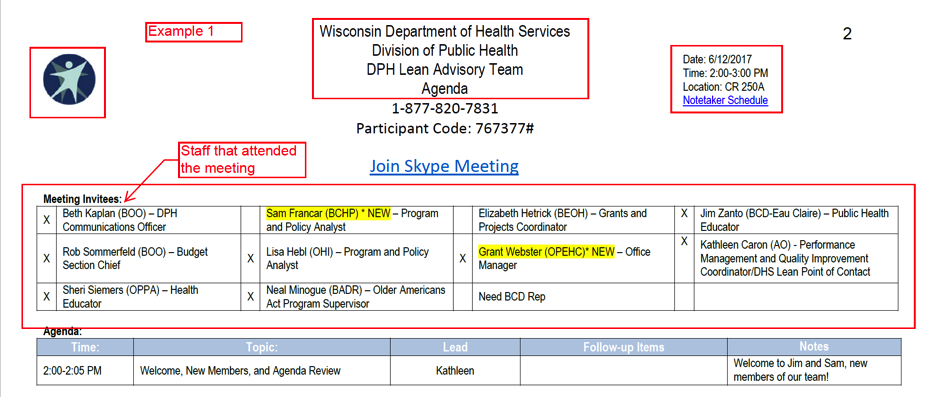 Example 1
Wisconsin Department of Health Services
Division of Public Health
DPH Lean Advisory Team
Agenda
1-877-820-7831
Participant Code: 767377#
Join Skype Meeting
2
Date: 6/12/2017
Time: 2:00-3:00 PM
Location: CR 250A
Notetaker Schedule
Staff that attended
the meeting
Meeting Invitees:
X Beth Kaplan (BOO) – DPH
Communications Officer
Sam Francar (BCHP) * NEW – Program
and Policy Analyst
Elizabeth Hetrick (BEOH) – Grants and
Projects Coordinator
X Jim Zanto (BCD-Eau Claire) – Public Health
Educator
X Rob Sommerfeld (BOO) – Budget
Section Chief
X Lisa Hebl (OHI) – Program and Policy
Analyst
X Grant Webster (OPEHC)* NEW – Office
Manager
X Kathleen Caron (AO) - Performance
Management and Quality Improvement
Coordinator/DHS Lean Point of Contact
X Sheri Siemers (OPPA) – Health
Educator
X Neal Minogue (BADR) – Older Americans
Act Program Supervisor
Need BCD Rep
Agenda:
Time: Topic: Lead Follow-up Items Notes
2:00-2:05 PM Welcome, New Members, and Agenda Review Kathleen Welcome to Jim and Sam, new
members of our team!